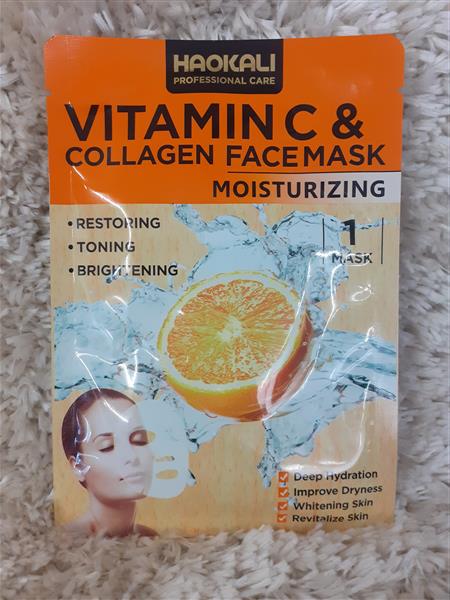 HAOKALI
PROFESSIONAL CARE
VITAMIN C &
COLLAGEN FACE MASK
MOISTURIZING
• RESTORING
• TONING
• BRIGHTENING
1
MASK
Deep Hydration
Improve Dryness
Whitening Skin
Revitalize Skin